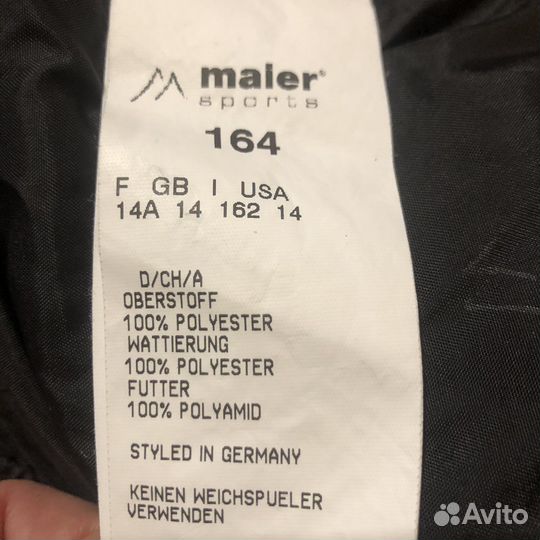 maier®
sports
164
F GB I USA
14A 14 162 14
D/CH/A
OBERSTOFF
100% POLYESTER
WATTIERUNG
100% POLYESTER
FUTTER
100% POLYAMID
STYLED IN GERMANY
KEINEN WEICHSPUELER
VERWENDEN
Avito